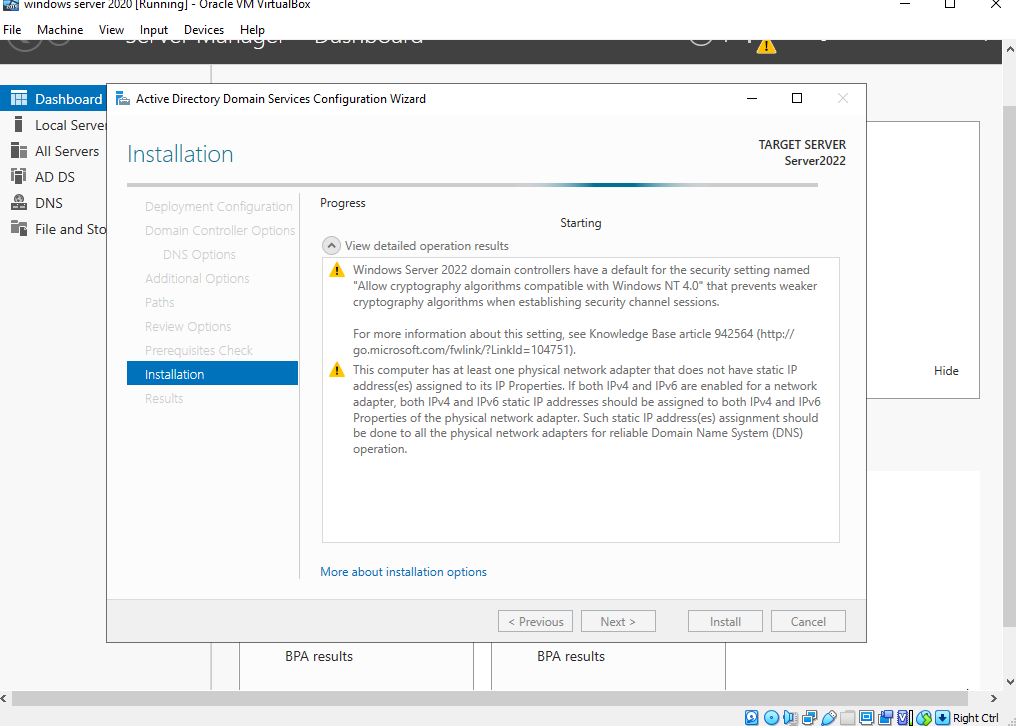 windows server 2020 [Running] - Oracle VM VirtualBox
File Machine View Input Devices Help
Server Manager Dashboard
Dashboard
Local Server
All Servers
AD DS
DNS
File and Sto
Active Directory Domain Services Configuration Wizard
Installation
TARGET SERVER
Server2022
Deployment Configuration
Domain Controller Options
DNS Options
Additional Options
Paths
Review Options
Prerequisites Check
Installation
Results
Progress
Starting
View detailed operation results
Windows Server 2022 domain controllers have a default for the security setting named
"Allow cryptography algorithms compatible with Windows NT 4.0" that prevents weaker
cryptography algorithms when establishing security channel sessions.
For more information about this setting, see Knowledge Base article 942564 (http://
go.microsoft.com/fwlink/?LinkId=104751).
This computer has at least one physical network adapter that does not have static IP
address(es) assigned to its IP Properties. If both IPv4 and IPv6 are enabled for a network
adapter, both IPv4 and IPv6 static IP addresses should be assigned to both IPv4 and IPv6
Properties of the physical network adapter. Such static IP address(es) assignment should
be done to all the physical network adapters for reliable Domain Name System (DNS)
operation.
More about installation options
< Previous
Next >
Install
Cancel
Hide
BPA results
BPA results
Right Ctrl